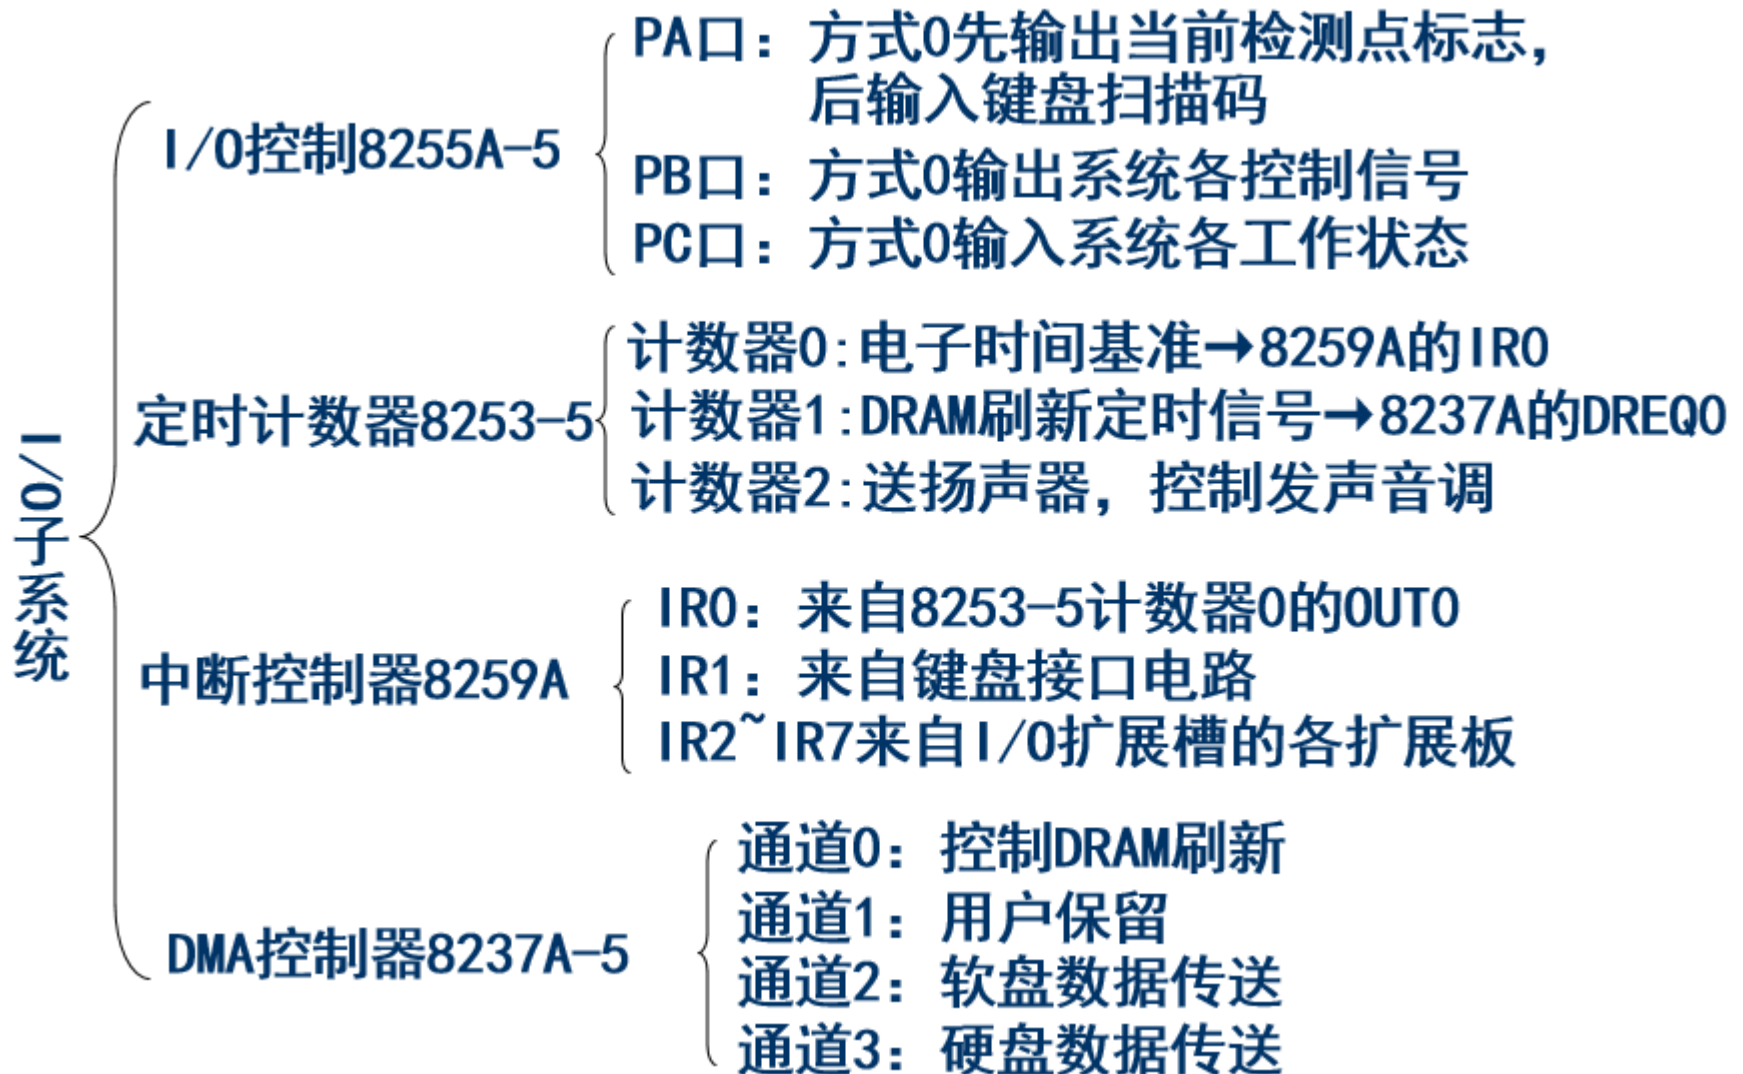 I/O子系统
I/O控制8255A-5
PA口：方式0先输出当前检测点标志，
后输入键盘扫描码
PB口：方式0输出系统各控制信号
PC口：方式0输入系统各工作状态
定时计数器8253-5
计数器0:电子时间基准→8259A的IR0
计数器1:DRAM刷新定时信号→8237A的DREQ0
计数器2:送扬声器，控制发声音调
中断控制器8259A
IR0：来自8253-5计数器0的OUT0
IR1：来自键盘接口电路
IR2~IR7来自I/O扩展槽的各扩展板
DMA控制器8237A-5
通道0：控制DRAM刷新
通道1：用户保留
通道2：软盘数据传送
通道3：硬盘数据传送